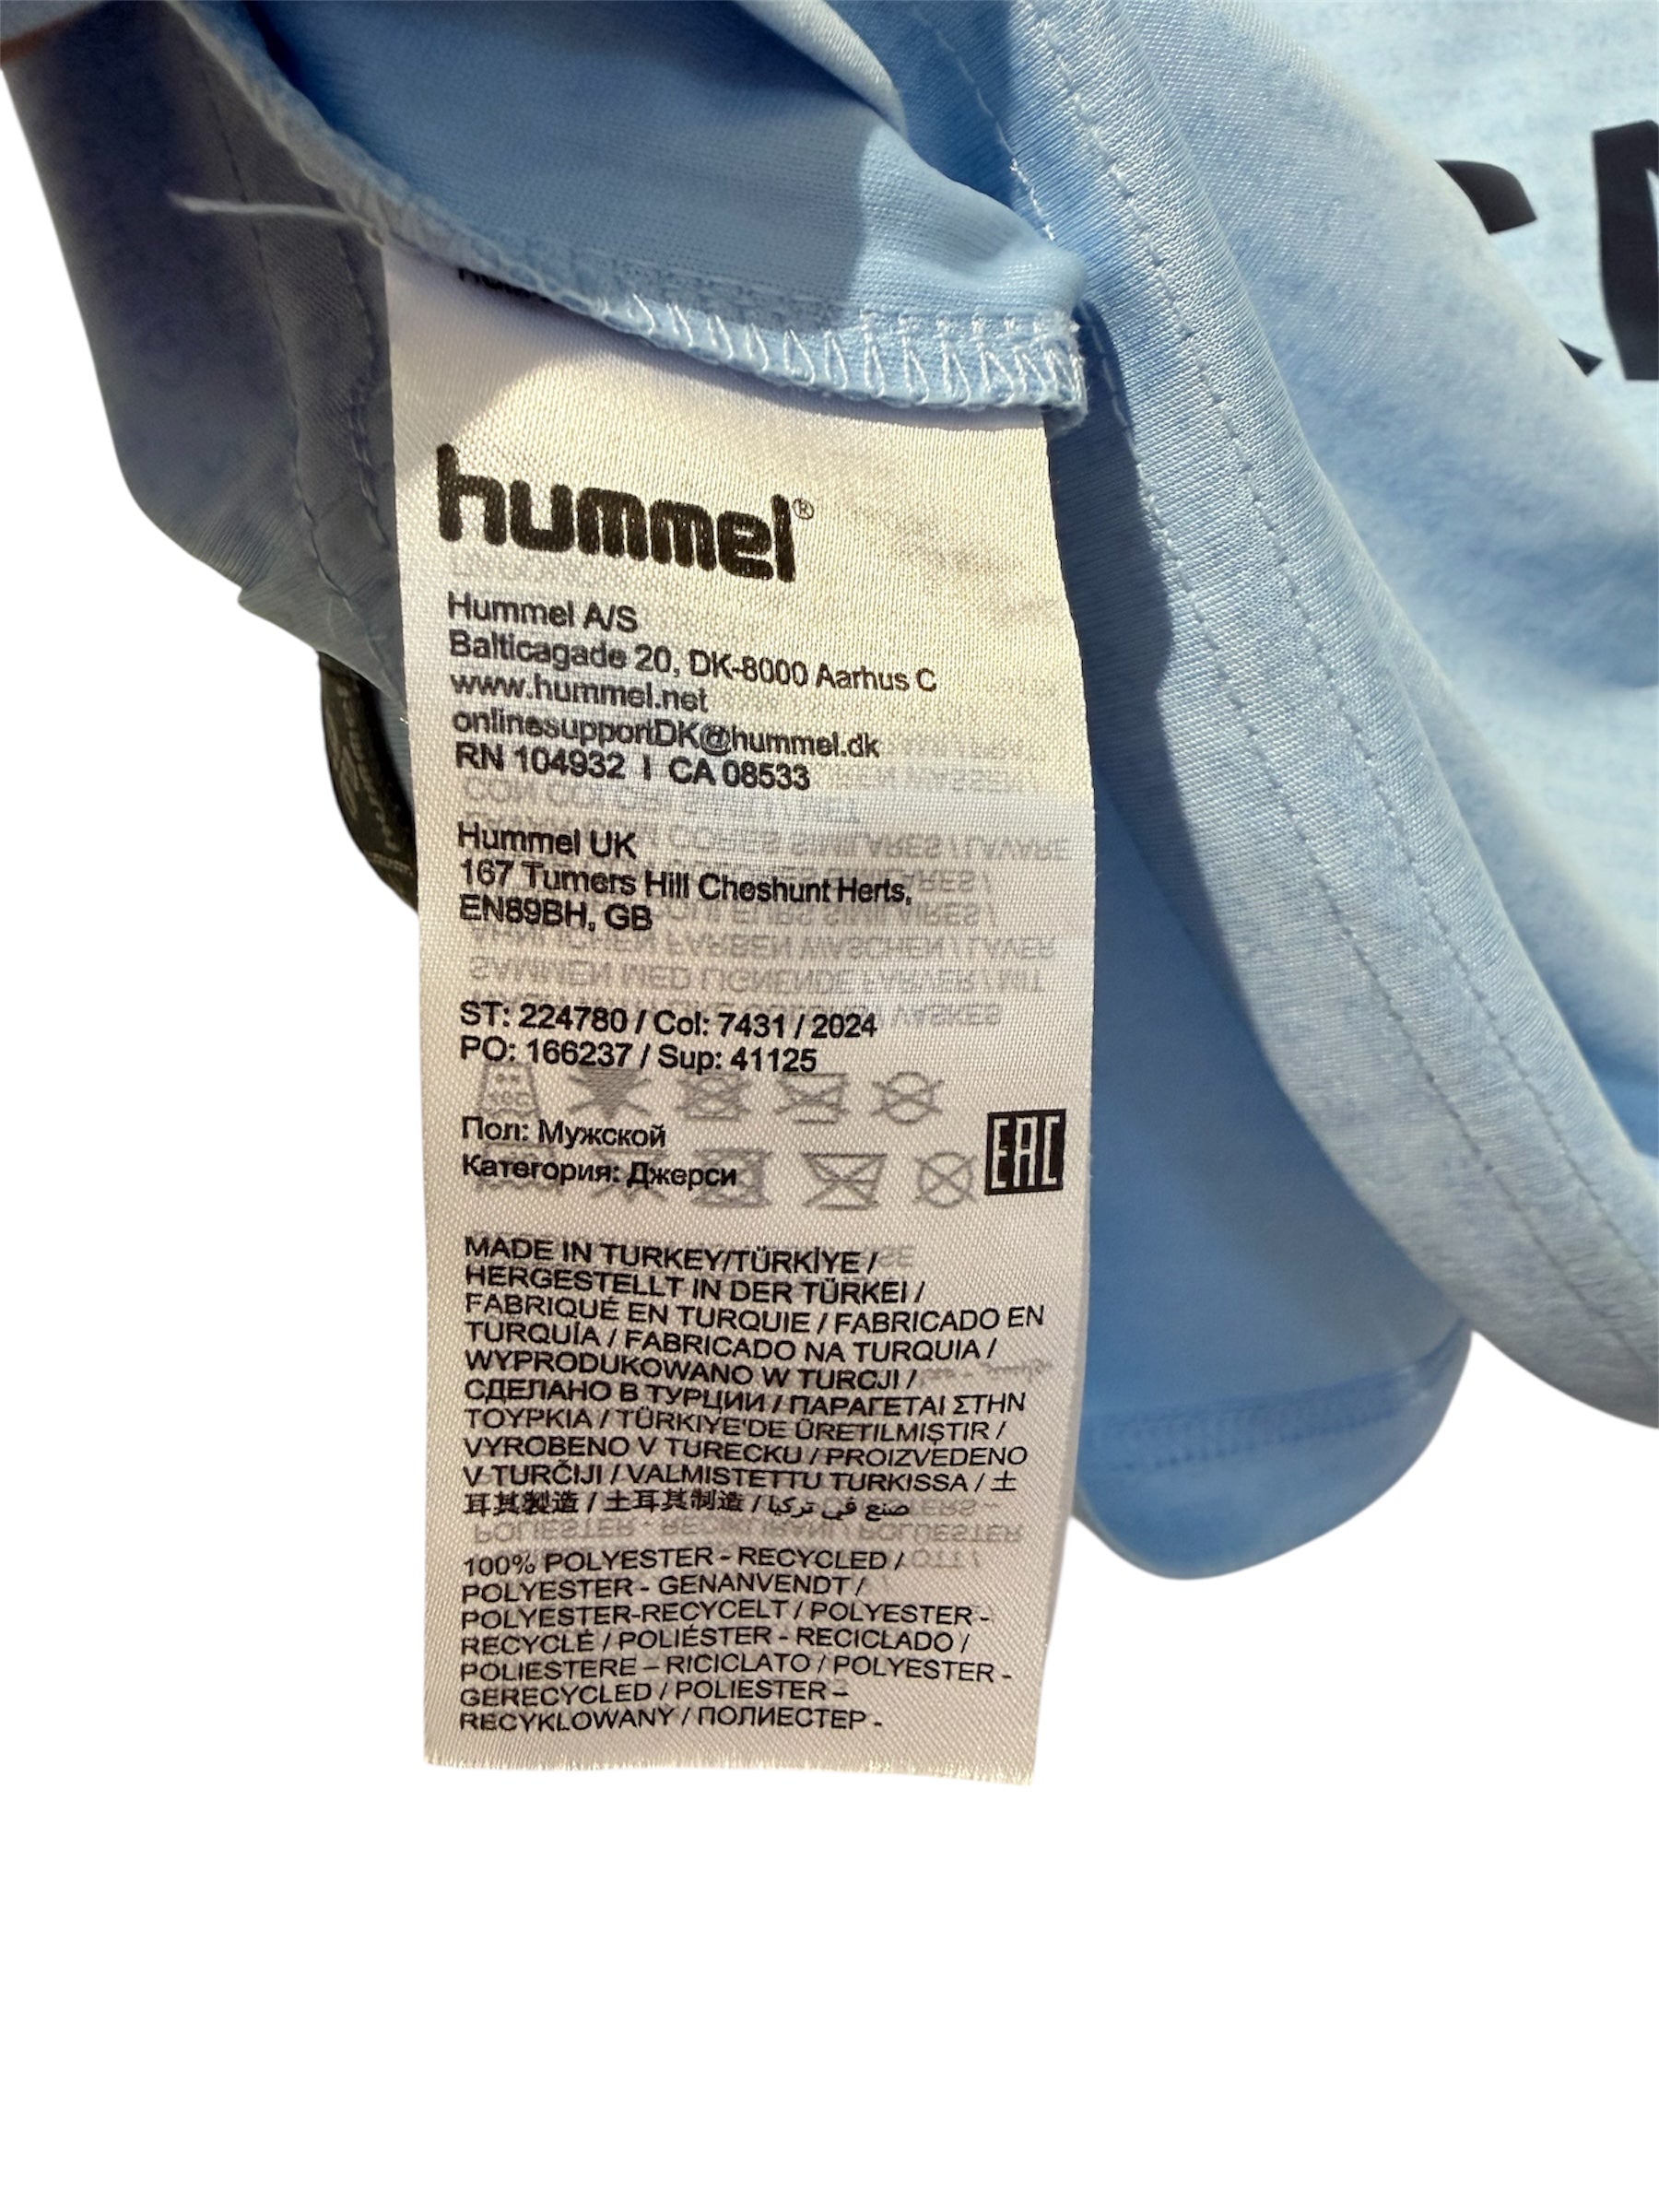 hummel®
Hummel A/S
Balticagade 20, DK-8000 Aarhus C
www.hummel.net
onlinesupportDK@hummel.dk
RN 104932 I CA 08533
Hummel UK
167 Turners Hill Cheshunt Herts,
EN89BH, GB
ST: 224780 / Col: 7431 / 2024
PO: 166237 / Sup: 41125
Пол: Мужской
Категория: Джерси
EAC
MADE IN TURKEY/TÜRKİYE /
HERGESTELLT IN DER TÜRKEI /
FABRIQUÉ EN TURQUIE / FABRICADO EN
TURQUÍA / FABRICADO NA TURQUIA /
WYPRODUKOWANO W TURCJI /
СДЕЛАНО В ТУРЦИИ / ΠΑΡΑΓΕΤΑΙ ΣΤΗΝ
ΤΟΥΡΚΙΑ / TÜRKIYE'DE ÜRETILMIŞTIR /
VYROBENO V TURECKU / PROIZVEDENO
V TURČIJI / VALMISTETTU TURKISSA / 土
耳其製造 / 土耳其制造 / صنع في تركيا
100% POLYESTER - RECYCLED /
POLYESTER - GENANVENDT /
POLYESTER-RECYCELT / POLYESTER -
RECYCLÉ / POLIÉSTER - RECICLADO /
POLIESTERE – RICICLATO / POLYESTER -
GERECYCLED / POLIESTER –
RECYKLOWANY / ПОЛИЕСТЕР -